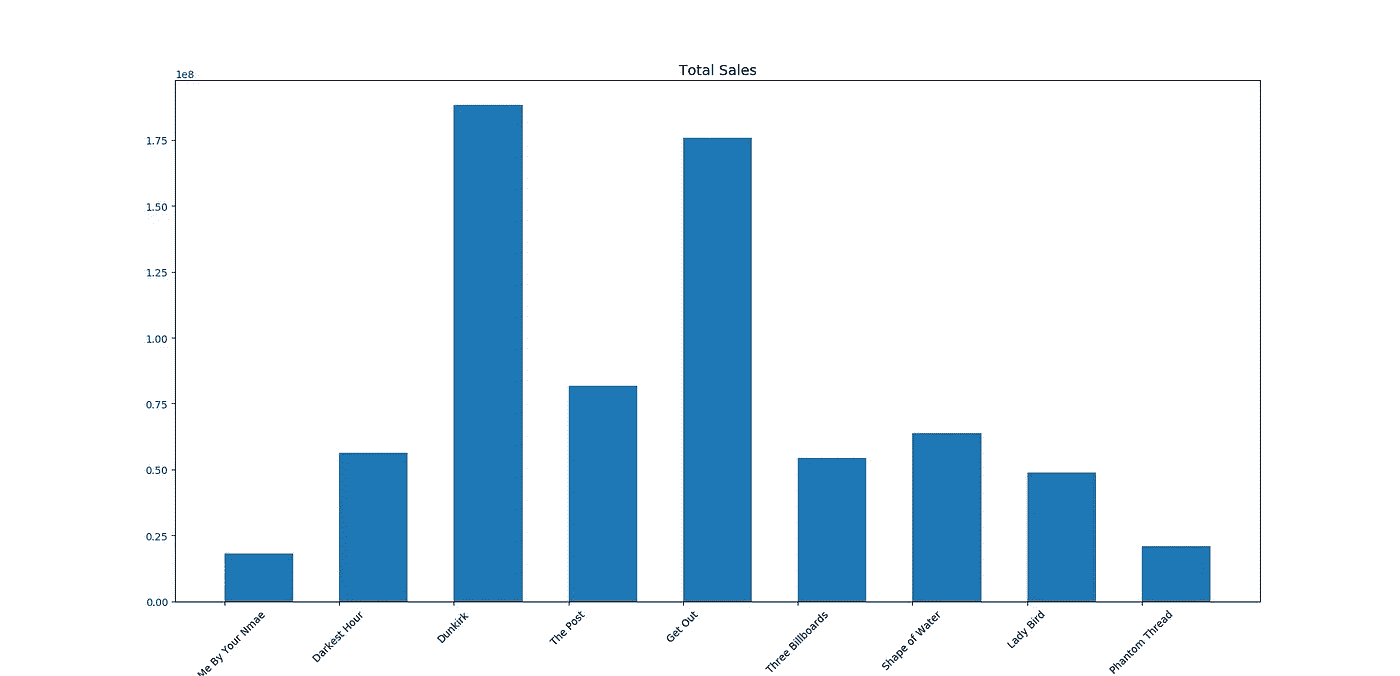 Total Sales
1e8
1.75
1.50
1.25
1.00
0.75
0.50
0.25
0.00
Me By Your Nmae
Darkest Hour
Dunkirk
The Post
Get Out
Three Billboards
Shape of Water
Lady Bird
Phantom Thread